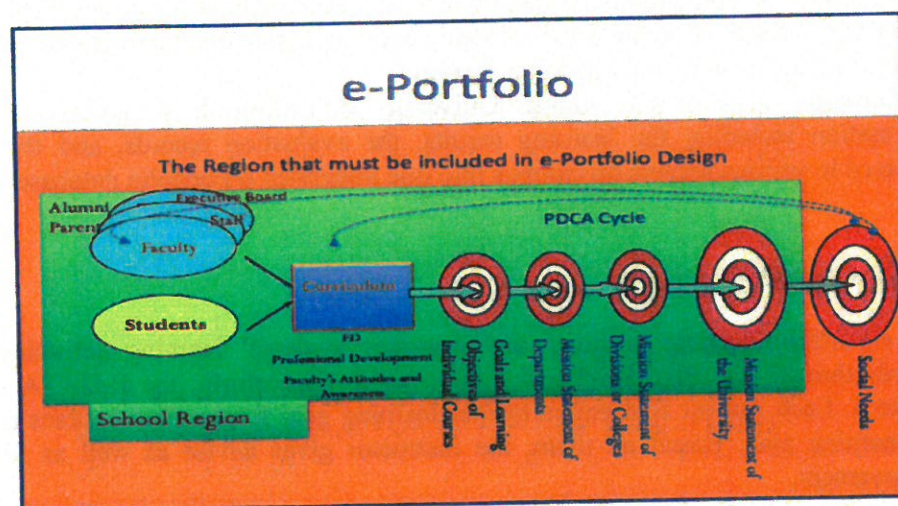 e-Portfolio
The Region that must be included in e-Portfolio Design
Executive Board
Alumni
Staff
Parent
Faculty
PDCA Cycle
Curriculum
Students
FD
Professional Development
Faculty's Attitudes and
Awareness
School Region
Goals and Learning
Objectives of
Individual Courses
Mission Statement of
Departments
Mission Statement of
Divisions or Colleges
Mission Statement of
the University
Social Needs